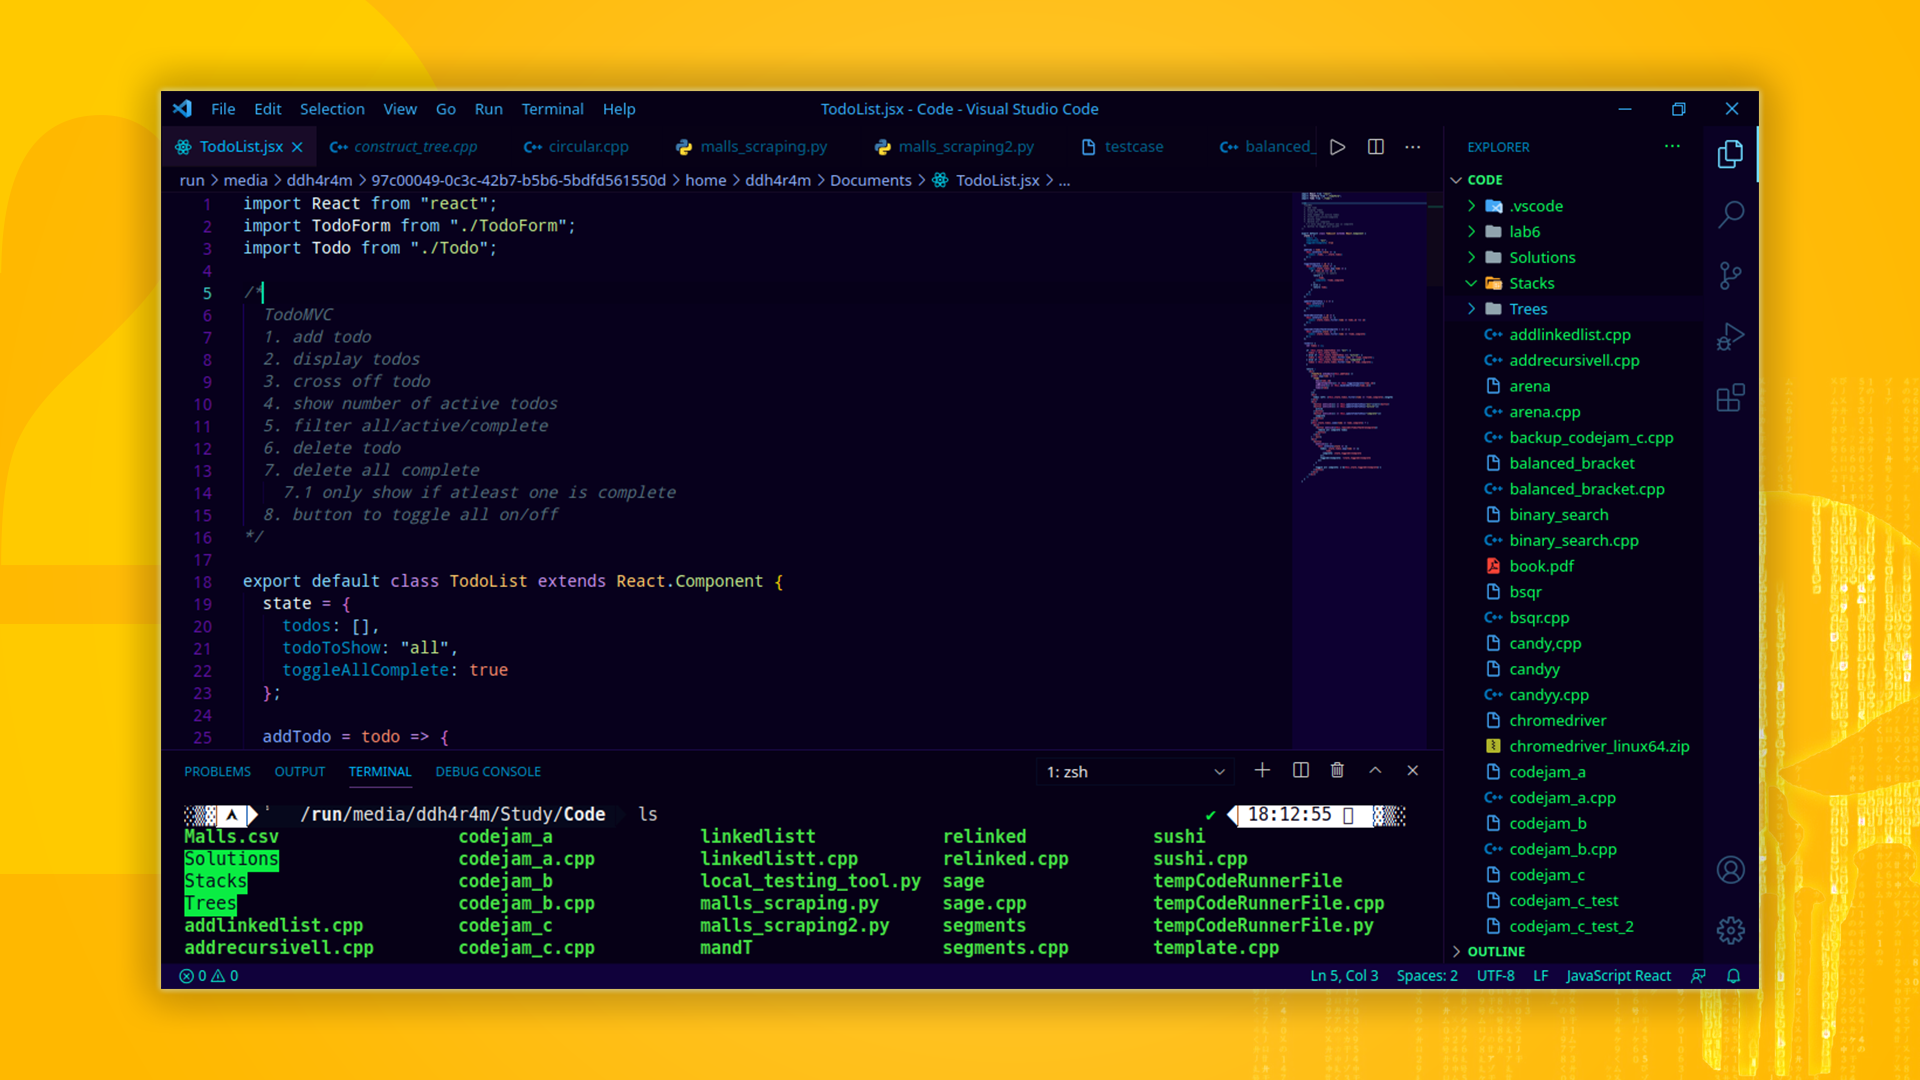 File Edit Selection View Go Run Terminal Help
TodoList.jsx - Code - Visual Studio Code
TodoList.jsx
construct_tree.cpp
circular.cpp
malls_scraping.py
malls_scraping2.py
testcase
balanced_
run > media > ddh4r4m > 97c00049-0c3c-42b7-b5b6-5bdfd561550d > home > ddh4r4m > Documents > TodoList.jsx > ...
1 import React from "react";
2 import TodoForm from "./TodoForm";
3 import Todo from "./Todo";
4
5 /*
6 TodoMVC
7 1. add todo
8 2. display todos
9 3. cross off todo
10 4. show number of active todos
11 5. filter all/active/complete
12 6. delete todo
13 7. delete all complete
14 7.1 only show if atleast one is complete
15 8. button to toggle all on/off
16 */
17
18 export default class TodoList extends React.Component {
19 state = {
20 todos: [],
21 todoToShow: "all",
22 toggleAllComplete: true
23 };
24
25 addTodo = todo => {
PROBLEMS OUTPUT TERMINAL DEBUG CONSOLE
1: zsh
/run/media/ddh4r4m/Study/Code ls
18:12:55
Malls.csv codejam_a linkedlistt relinked sushi
Solutions codejam_a.cpp linkedlistt.cpp relinked.cpp sushi.cpp
Stacks codejam_b local_testing_tool.py sage tempCodeRunnerFile
Trees codejam_b.cpp malls_scraping.py sage.cpp tempCodeRunnerFile.cpp
addlinkedlist.cpp codejam_c malls_scraping2.py segments tempCodeRunnerFile.py
addrecursivell.cpp codejam_c.cpp mandT segments.cpp template.cpp
EXPLORER
CODE
.vscode
lab6
Solutions
Stacks
Trees
addlinkedlist.cpp
addrecursivell.cpp
arena
arena.cpp
backup_codejam_c.cpp
balanced_bracket
balanced_bracket.cpp
binary_search
binary_search.cpp
book.pdf
bsqr
bsqr.cpp
candy,cpp
candyy
candyy.cpp
chromedriver
chromedriver_linux64.zip
codejam_a
codejam_a.cpp
codejam_b
codejam_b.cpp
codejam_c
codejam_c_test
codejam_c_test_2
OUTLINE
0 0
Ln 5, Col 3 Spaces: 2 UTF-8 LF JavaScript React